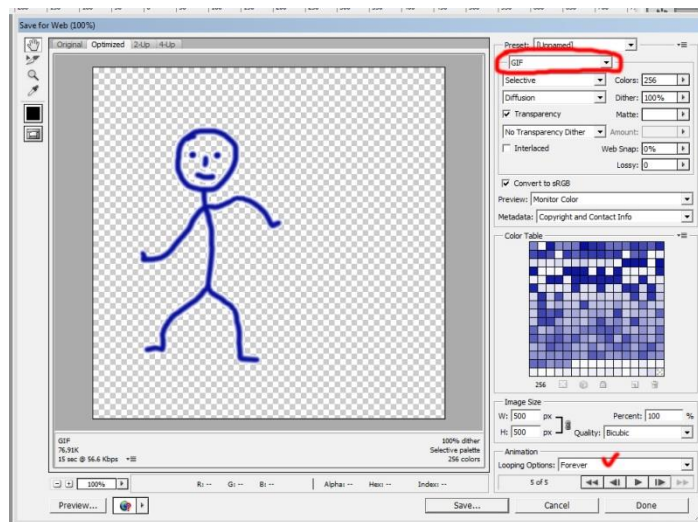 Save for Web (100%)
Original Optimized 2-Up 4-Up
Preset: [Unnamed]
GIF
Selective Colors: 256
Diffusion Dither: 100%
Transparency Matte:
No Transparency Dither Amount:
Interlaced Web Snap: 0%
Lossy: 0
Convert to sRGB
Preview: Monitor Color
Metadata: Copyright and Contact Info
Color Table
256
Image Size
W: 500 px Percent: 100 %
H: 500 px Quality: Bicubic
Animation
Looping Options: Forever
5 of 5
GIF 100% dither
76.91K Selective palette
15 sec @ 56.6 Kbps 256 colors
100% R: -- G: -- B: -- Alpha: -- Hex: -- Index: --
Preview... Save... Cancel Done